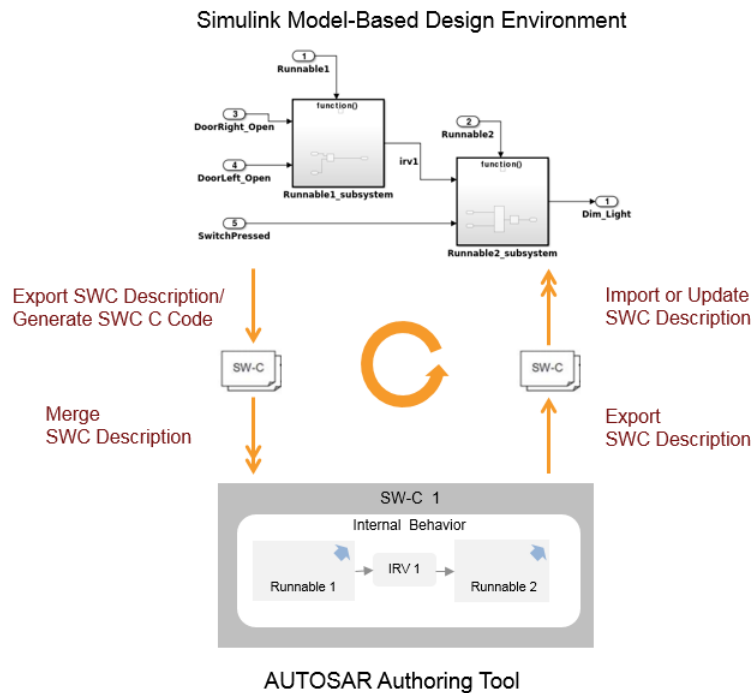 Simulink Model-Based Design Environment
1
Runnable1
3
DoorRight_Open
function()
2
Runnable2
4
DoorLeft_Open
irv1
function()
Runnable1_subsystem
1
Dim_Light
5
SwitchPressed
Runnable2_subsystem
Export SWC Description/
Generate SWC C Code
Import or Update
SWC Description
SW-C
SW-C
Merge
SWC Description
Export
SWC Description
SW-C 1
Internal Behavior
Runnable 1
IRV 1
Runnable 2
AUTOSAR Authoring Tool